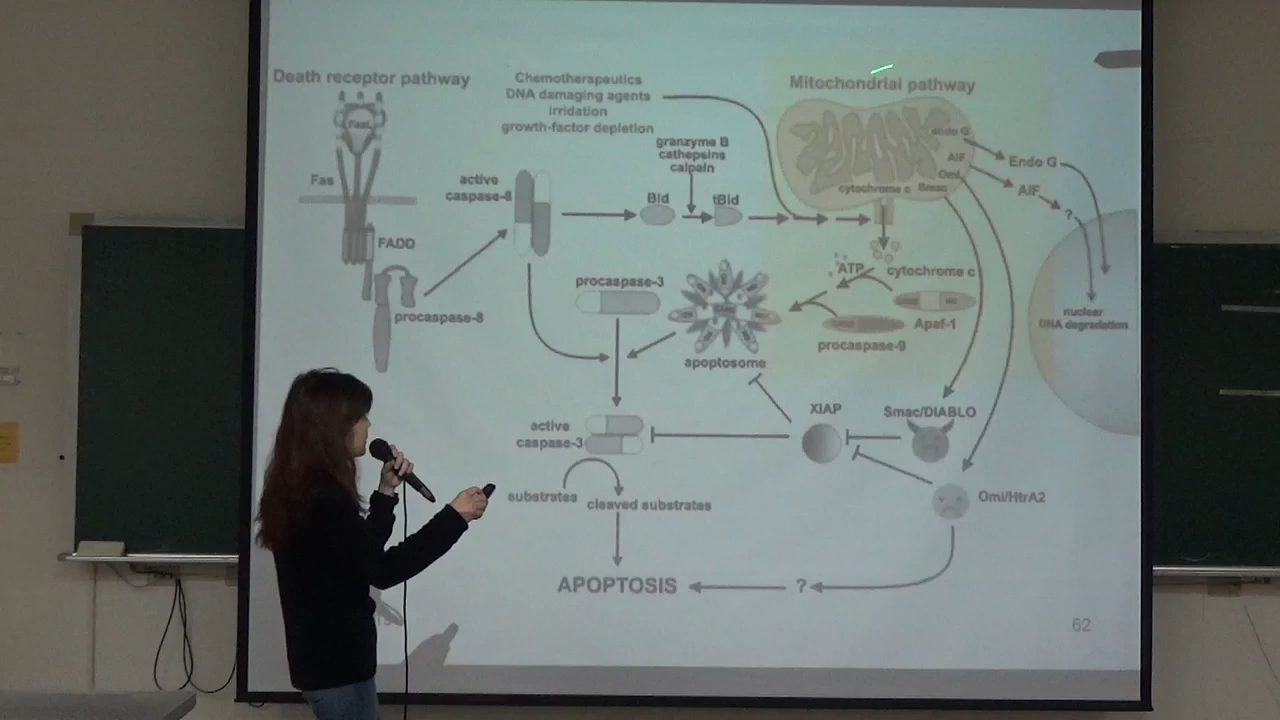 Death receptor pathway
Chemotherapeutics
DNA damaging agents
irridation
growth-factor depletion
Mitochondrial pathway
FasL
Fas
FADD
procaspase-8
active
caspase-8
granzyme B
cathepsins
calpain
Bid
tBid
endo G
AIF
Omi
cytochrome c
Smac
Endo G
AIF
?
nuclear
DNA degradation
ATP
cytochrome c
Apaf-1
procaspase-9
procaspase-3
apoptosome
XIAP
Smac/DIABLO
active
caspase-3
Omi/HtrA2
substrates
cleaved substrates
APOPTOSIS
?
62